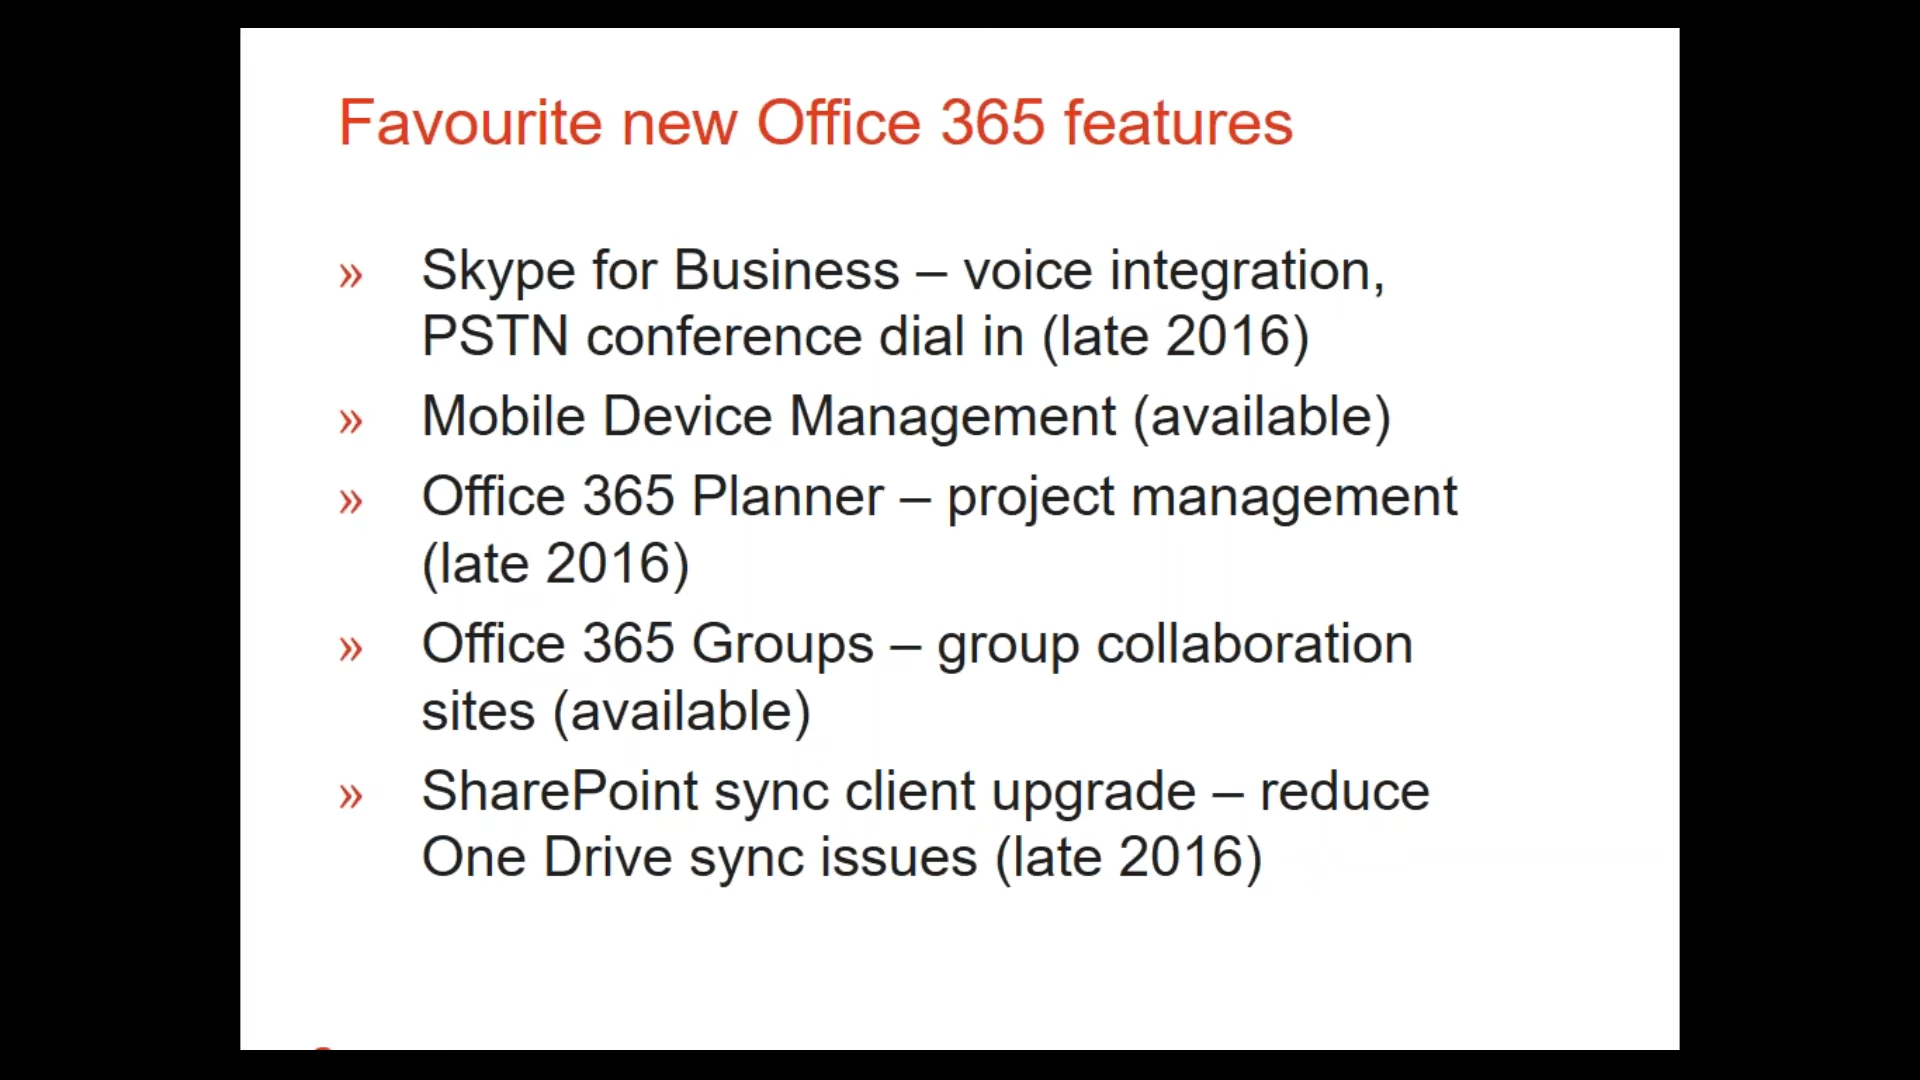 Favourite new Office 365 features
» Skype for Business – voice integration,
PSTN conference dial in (late 2016)
» Mobile Device Management (available)
» Office 365 Planner – project management
(late 2016)
» Office 365 Groups – group collaboration
sites (available)
» SharePoint sync client upgrade – reduce
One Drive sync issues (late 2016)